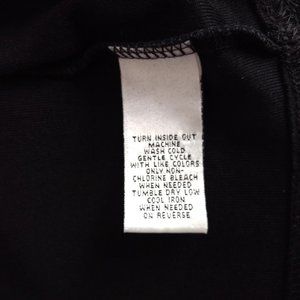 TURN INSIDE OUT
MACHINE
WASH COLD
GENTLE CYCLE
WITH LIKE COLORS
ONLY NON-
CHLORINE BLEACH
WHEN NEEDED
TUMBLE DRY LOW
COOL IRON
WHEN NEEDED
ON REVERSE